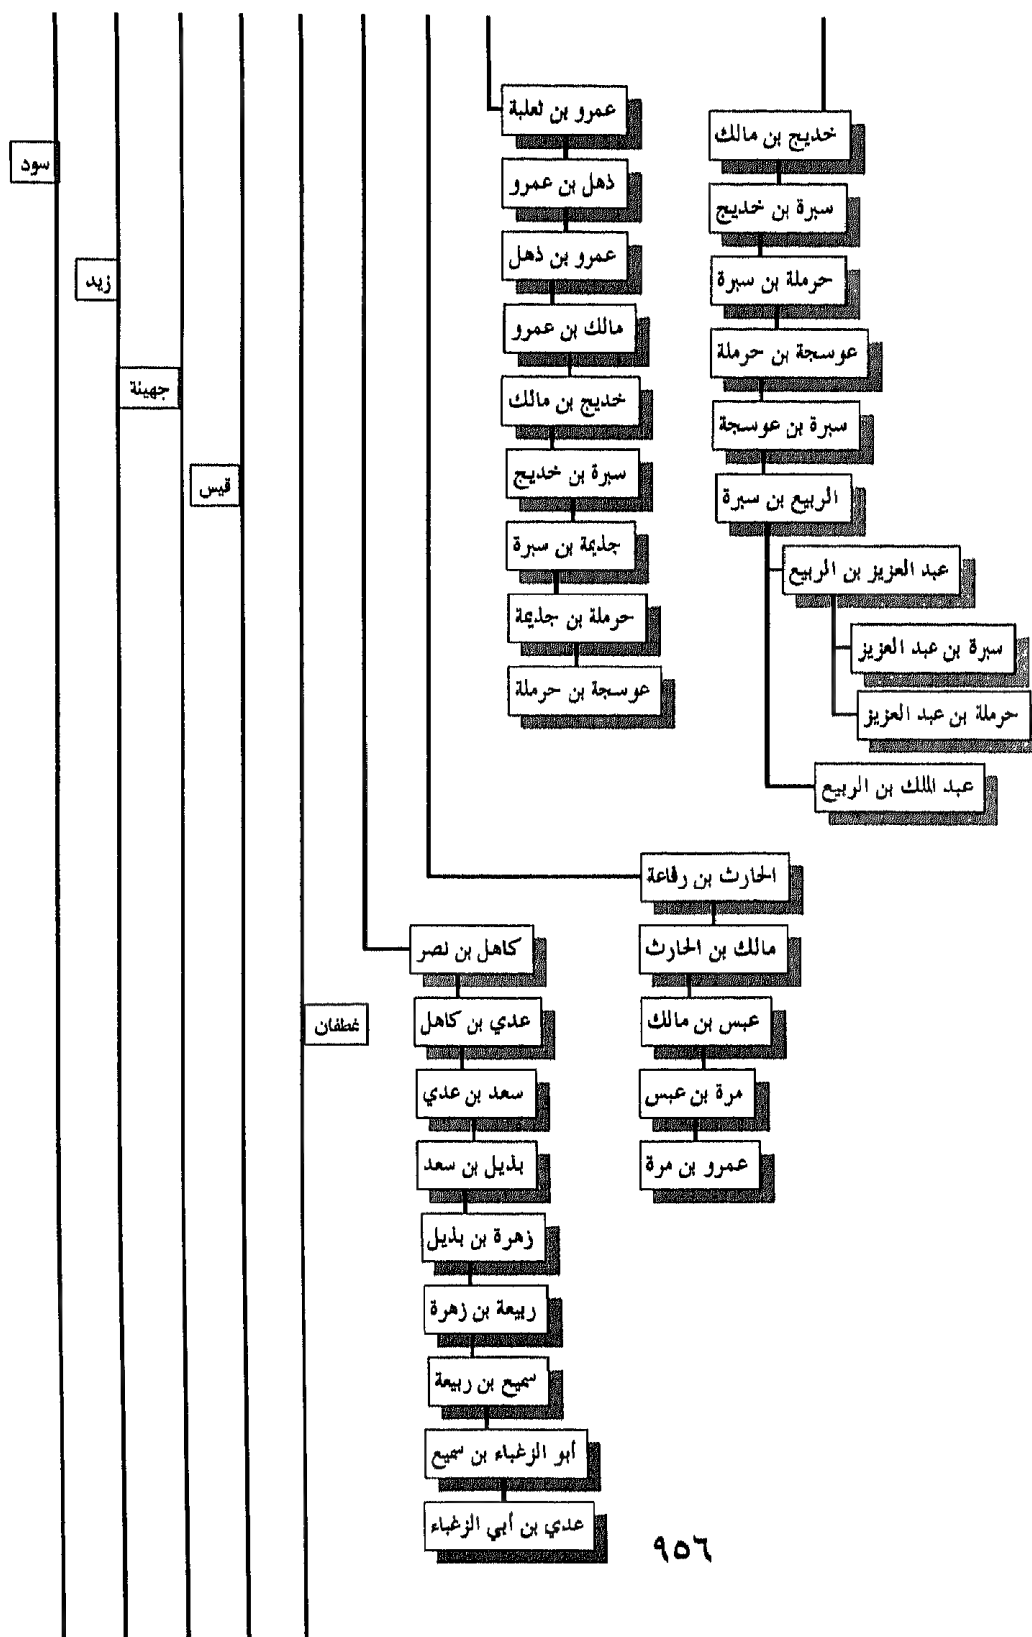 خديج بن مالك
سبرة بن خديج
حرملة بن سبرة
عوسجة بن حرملة
سبرة بن عوسجة
الربيع بن سبرة
عبد العزيز بن الربيع
سبرة بن عبد العزيز
حرملة بن عبد العزيز
عبد الملك بن الربيع
عمرو بن ثعلبة
ذهل بن عمرو
عمرو بن ذهل
مالك بن عمرو
خديج بن مالك
سبرة بن خديج
جذيمة بن سبرة
حرملة بن جذيمة
عوسجة بن حرملة
الحارث بن رفاعة
مالك بن الحارث
عبس بن مالك
مرة بن عبس
عمرو بن مرة
كاهل بن نصر
عدي بن كاهل
سعد بن عدي
بذيل بن سعد
زهرة بن بذيل
ربيعة بن زهرة
سميع بن ربيعة
أبو الزغباء بن سميع
عدي بن أبي الزغباء
غطفان
قيس
جهينة
زيد
سود
٩٥٦